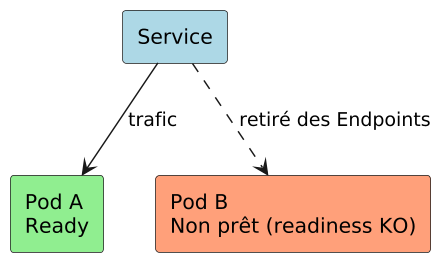 Service
trafic
retiré des Endpoints
Pod A
Ready
Pod B
Non prêt (readiness KO)